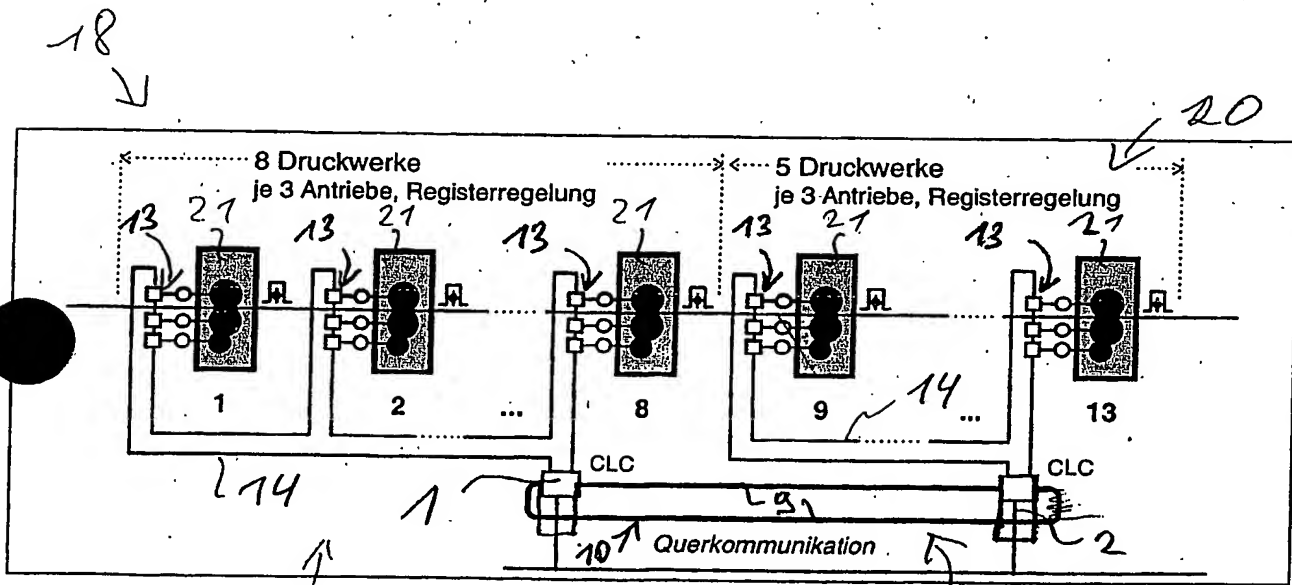 18
20
8 Druckwerke
je 3 Antriebe, Registerregelung
5 Druckwerke
je 3 Antriebe, Registerregelung
13 21 13 21 13 21 13 21 13 21
1 2 ... 8 9 14 ... 13
14 1 CLC CLC
9
10 Querkommunikation 2